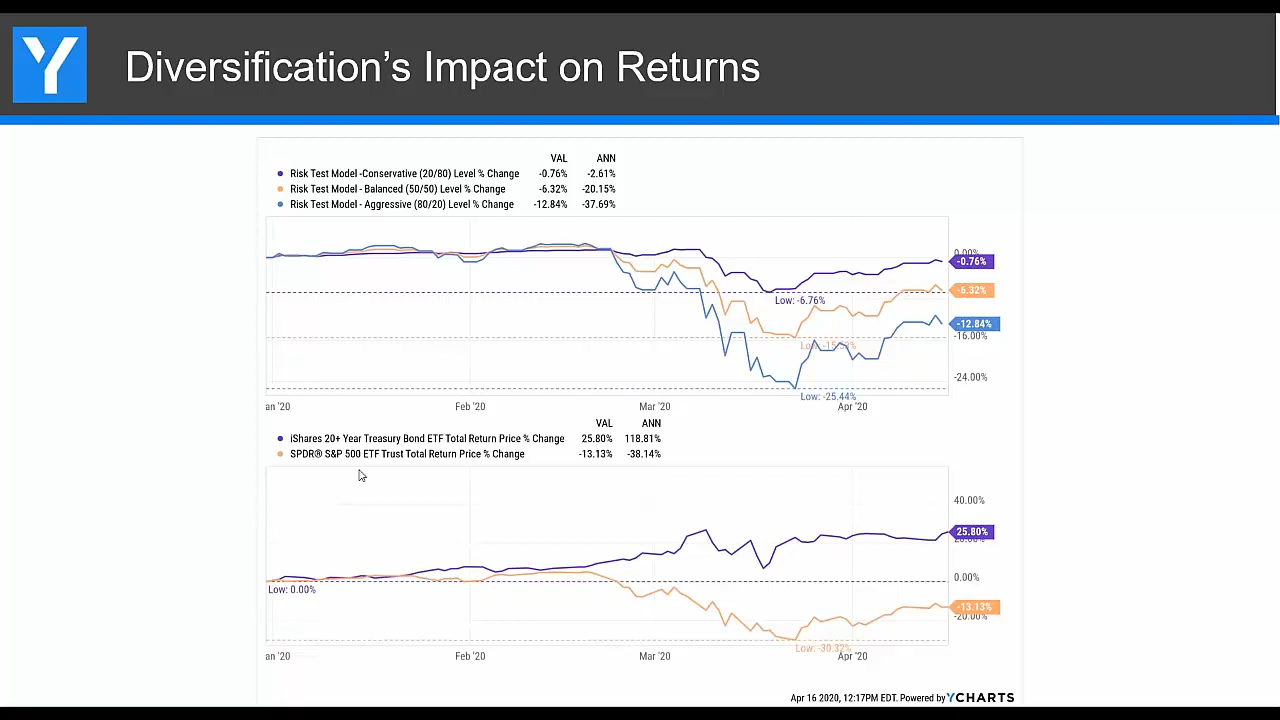 Y
Diversification's Impact on Returns
VAL ANN
Risk Test Model -Conservative (20/80) Level % Change -0.76% -2.61%
Risk Test Model - Balanced (50/50) Level % Change -6.32% -20.15%
Risk Test Model - Aggressive (80/20) Level % Change -12.84% -37.69%
0.00%
-0.76%
-6.32%
Low: -6.76%
-12.84%
-16.00%
-24.00%
Low: -25.44%
an '20 Feb '20 Mar '20 Apr '20
VAL ANN
iShares 20+ Year Treasury Bond ETF Total Return Price % Change 25.80% 118.81%
SPDR® S&P 500 ETF Trust Total Return Price % Change -13.13% -38.14%
40.00%
25.80%
20.00%
0.00%
Low: 0.00%
-13.13%
-20.00%
Low: -30.32%
an '20 Feb '20 Mar '20 Apr '20
Apr 16 2020, 12:17PM EDT. Powered by YCHARTS